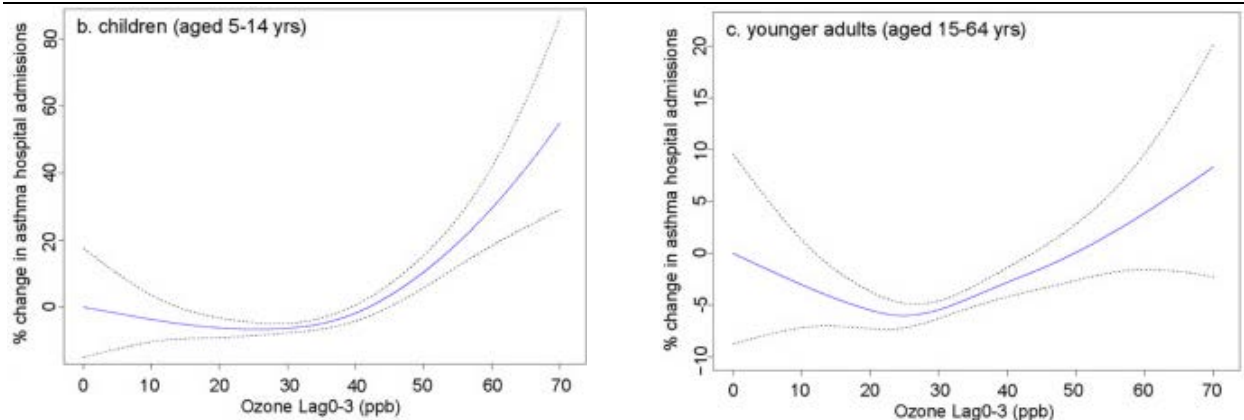 b. children (aged 5-14 yrs)
% change in asthma hospital admissions
80
60
40
20
0
0 10 20 30 40 50 60 70
Ozone Lag0-3 (ppb)
c. younger adults (aged 15-64 yrs)
% change in asthma hospital admissions
20
15
10
5
0
-5
-10
0 10 20 30 40 50 60 70
Ozone Lag0-3 (ppb)